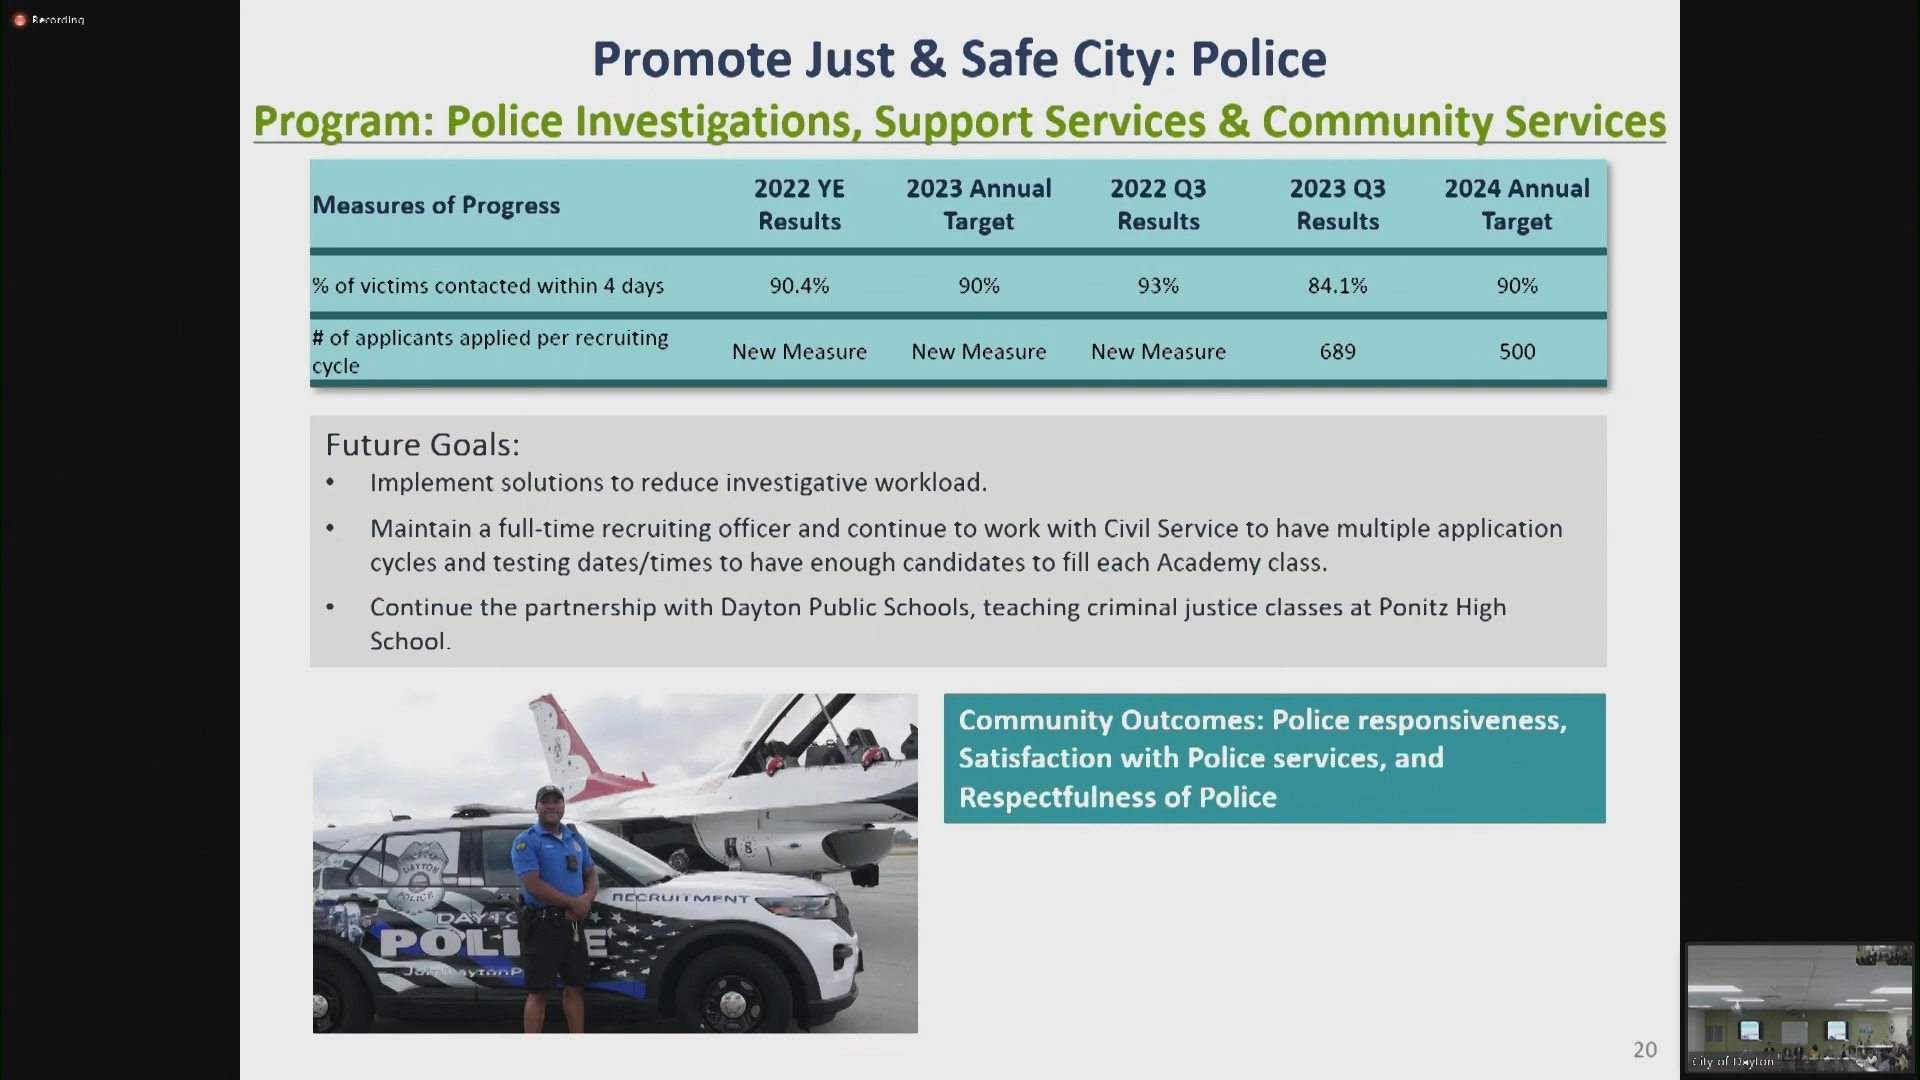 Recording
Promote Just & Safe City: Police
Program: Police Investigations, Support Services & Community Services
Measures of Progress
2022 YE Results
2023 Annual Target
2022 Q3 Results
2023 Q3 Results
2024 Annual Target
% of victims contacted within 4 days
90.4%
90%
93%
84.1%
90%
# of applicants applied per recruiting
cycle
New Measure
New Measure
New Measure
689
500
Future Goals:
• Implement solutions to reduce investigative workload.
• Maintain a full-time recruiting officer and continue to work with Civil Service to have multiple application
cycles and testing dates/times to have enough candidates to fill each Academy class.
• Continue the partnership with Dayton Public Schools, teaching criminal justice classes at Ponitz High
School.
Community Outcomes: Police responsiveness,
Satisfaction with Police services, and
Respectfulness of Police
DAYTON
POLICE
RECRUITMENT
20
City of Dayton